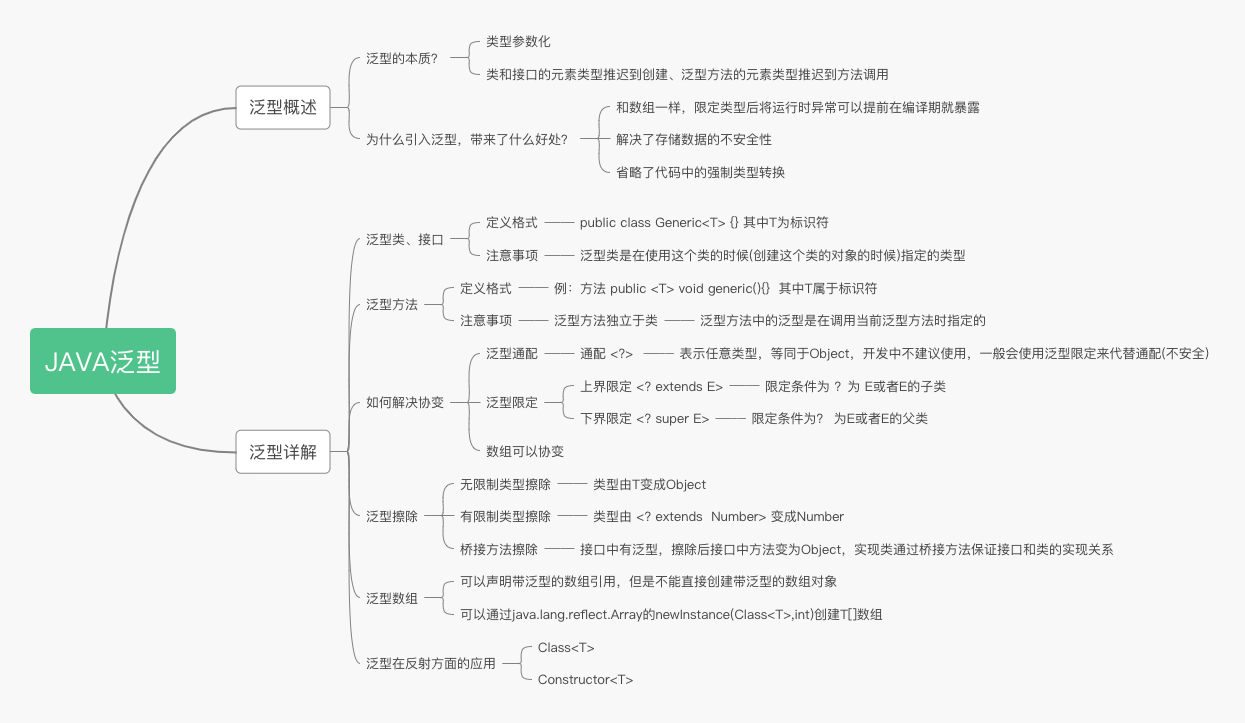 JAVA泛型
泛型概述
泛型的本质?
类型参数化
类和接口的元素类型推迟到创建、泛型方法的元素类型推迟到方法调用
为什么引入泛型，带来了什么好处?
和数组一样，限定类型后将运行时异常可以提前在编译期就暴露
解决了存储数据的不安全性
省略了代码中的强制类型转换
泛型详解
泛型类、接口
定义格式
public class Generic<T> {} 其中T为标识符
注意事项
泛型类是在使用这个类的时候(创建这个类的对象的时候)指定的类型
泛型方法
定义格式
例：方法 public <T> void generic(){} 其中T属于标识符
注意事项
泛型方法独立于类
泛型方法中的泛型是在调用当前泛型方法时指定的
如何解决协变
泛型通配
通配 <?>
表示任意类型，等同于Object，开发中不建议使用，一般会使用泛型限定来代替通配(不安全)
泛型限定
上界限定 <? extends E>
限定条件为 ？为 E或者E的子类
下界限定 <? super E>
限定条件为？ 为E或者E的父类
数组可以协变
泛型擦除
无限制类型擦除
类型由T变成Object
有限制类型擦除
类型由 <? extends Number> 变成Number
桥接方法擦除
接口中有泛型，擦除后接口中方法变为Object，实现类通过桥接方法保证接口和类的实现关系
泛型数组
可以声明带泛型的数组引用，但是不能直接创建带泛型的数组对象
可以通过java.lang.reflect.Array的newInstance(Class<T>,int)创建T[]数组
泛型在反射方面的应用
Class<T>
Constructor<T>